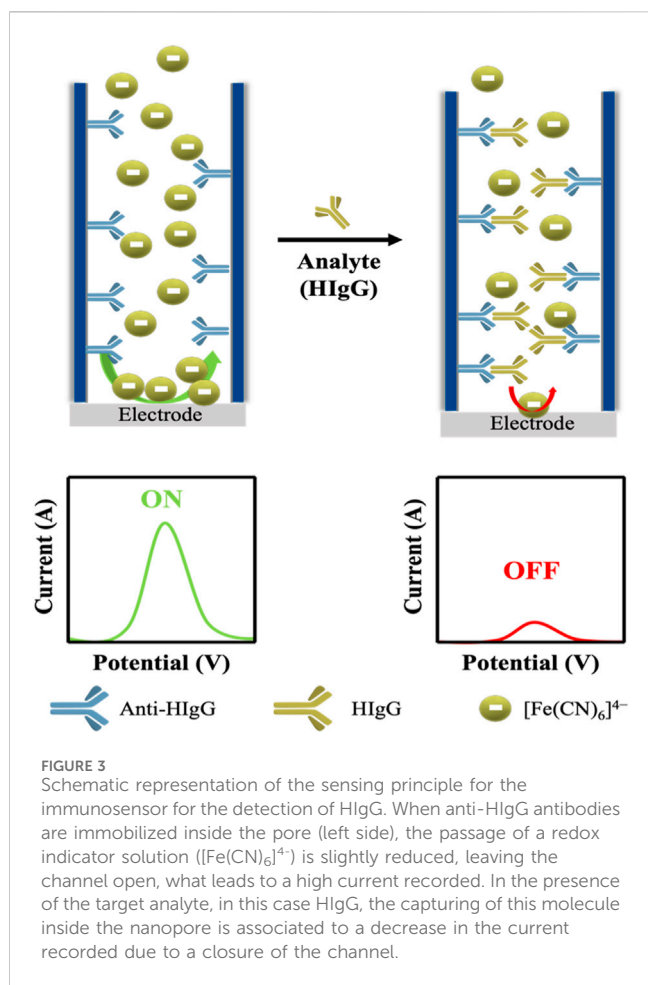 Analyte
(HIgG)
Electrode
Electrode
Current (A)
ON
Potential (V)
Current (A)
OFF
Potential (V)
Anti-HIgG
HIgG
[Fe(CN)₆]⁴⁻
FIGURE 3
Schematic representation of the sensing principle for the
immunosensor for the detection of HIgG. When anti-HIgG antibodies
are immobilized inside the pore (left side), the passage of a redox
indicator solution ([Fe(CN)₆]⁴⁻) is slightly reduced, leaving the
channel open, what leads to a high current recorded. In the presence
of the target analyte, in this case HIgG, the capturing of this molecule
inside the nanopore is associated to a decrease in the current
recorded due to a closure of the channel.